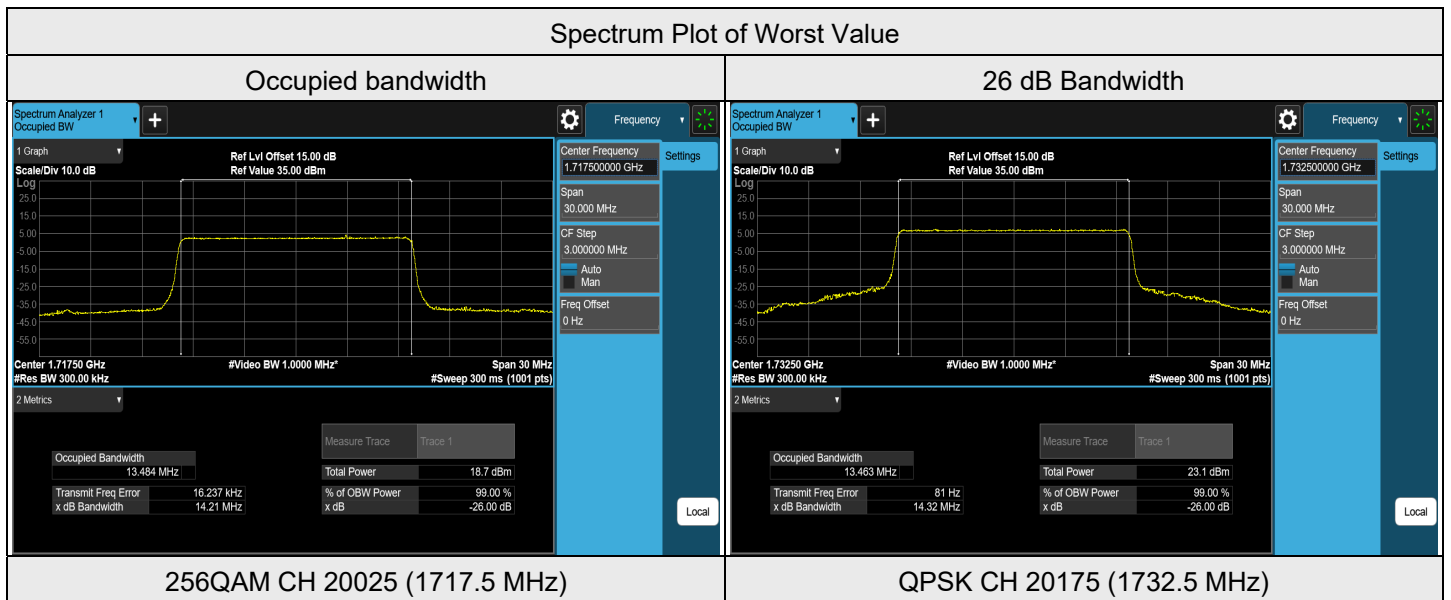 Spectrum Plot of Worst Value
Occupied bandwidth
26 dB Bandwidth
Spectrum Analyzer 1
Occupied BW
+
Frequency
1 Graph
Scale/Div 10.0 dB
Ref Lvl Offset 15.00 dB
Ref Value 35.00 dBm
Log
25.0
15.0
5.00
-5.00
-15.0
-25.0
-35.0
-45.0
-55.0
Center 1.71750 GHz
#Video BW 1.0000 MHz*
Span 30 MHz
#Res BW 300.00 kHz
#Sweep 300 ms (1001 pts)
Center Frequency
1.717500000 GHz
Settings
Span
30.000 MHz
CF Step
3.000000 MHz
Auto
Man
Freq Offset
0 Hz
Local
2 Metrics
Measure Trace Trace 1
Occupied Bandwidth
13.484 MHz
Total Power 18.7 dBm
Transmit Freq Error 16.237 kHz
% of OBW Power 99.00 %
x dB Bandwidth 14.21 MHz
x dB -26.00 dB
Spectrum Analyzer 1
Occupied BW
+
Frequency
1 Graph
Scale/Div 10.0 dB
Ref Lvl Offset 15.00 dB
Ref Value 35.00 dBm
Log
25.0
15.0
5.00
-5.00
-15.0
-25.0
-35.0
-45.0
-55.0
Center 1.73250 GHz
#Video BW 1.0000 MHz*
Span 30 MHz
#Res BW 300.00 kHz
#Sweep 300 ms (1001 pts)
Center Frequency
1.732500000 GHz
Settings
Span
30.000 MHz
CF Step
3.000000 MHz
Auto
Man
Freq Offset
0 Hz
Local
2 Metrics
Measure Trace Trace 1
Occupied Bandwidth
13.463 MHz
Total Power 23.1 dBm
Transmit Freq Error 81 Hz
% of OBW Power 99.00 %
x dB Bandwidth 14.32 MHz
x dB -26.00 dB
256QAM CH 20025 (1717.5 MHz)
QPSK CH 20175 (1732.5 MHz)